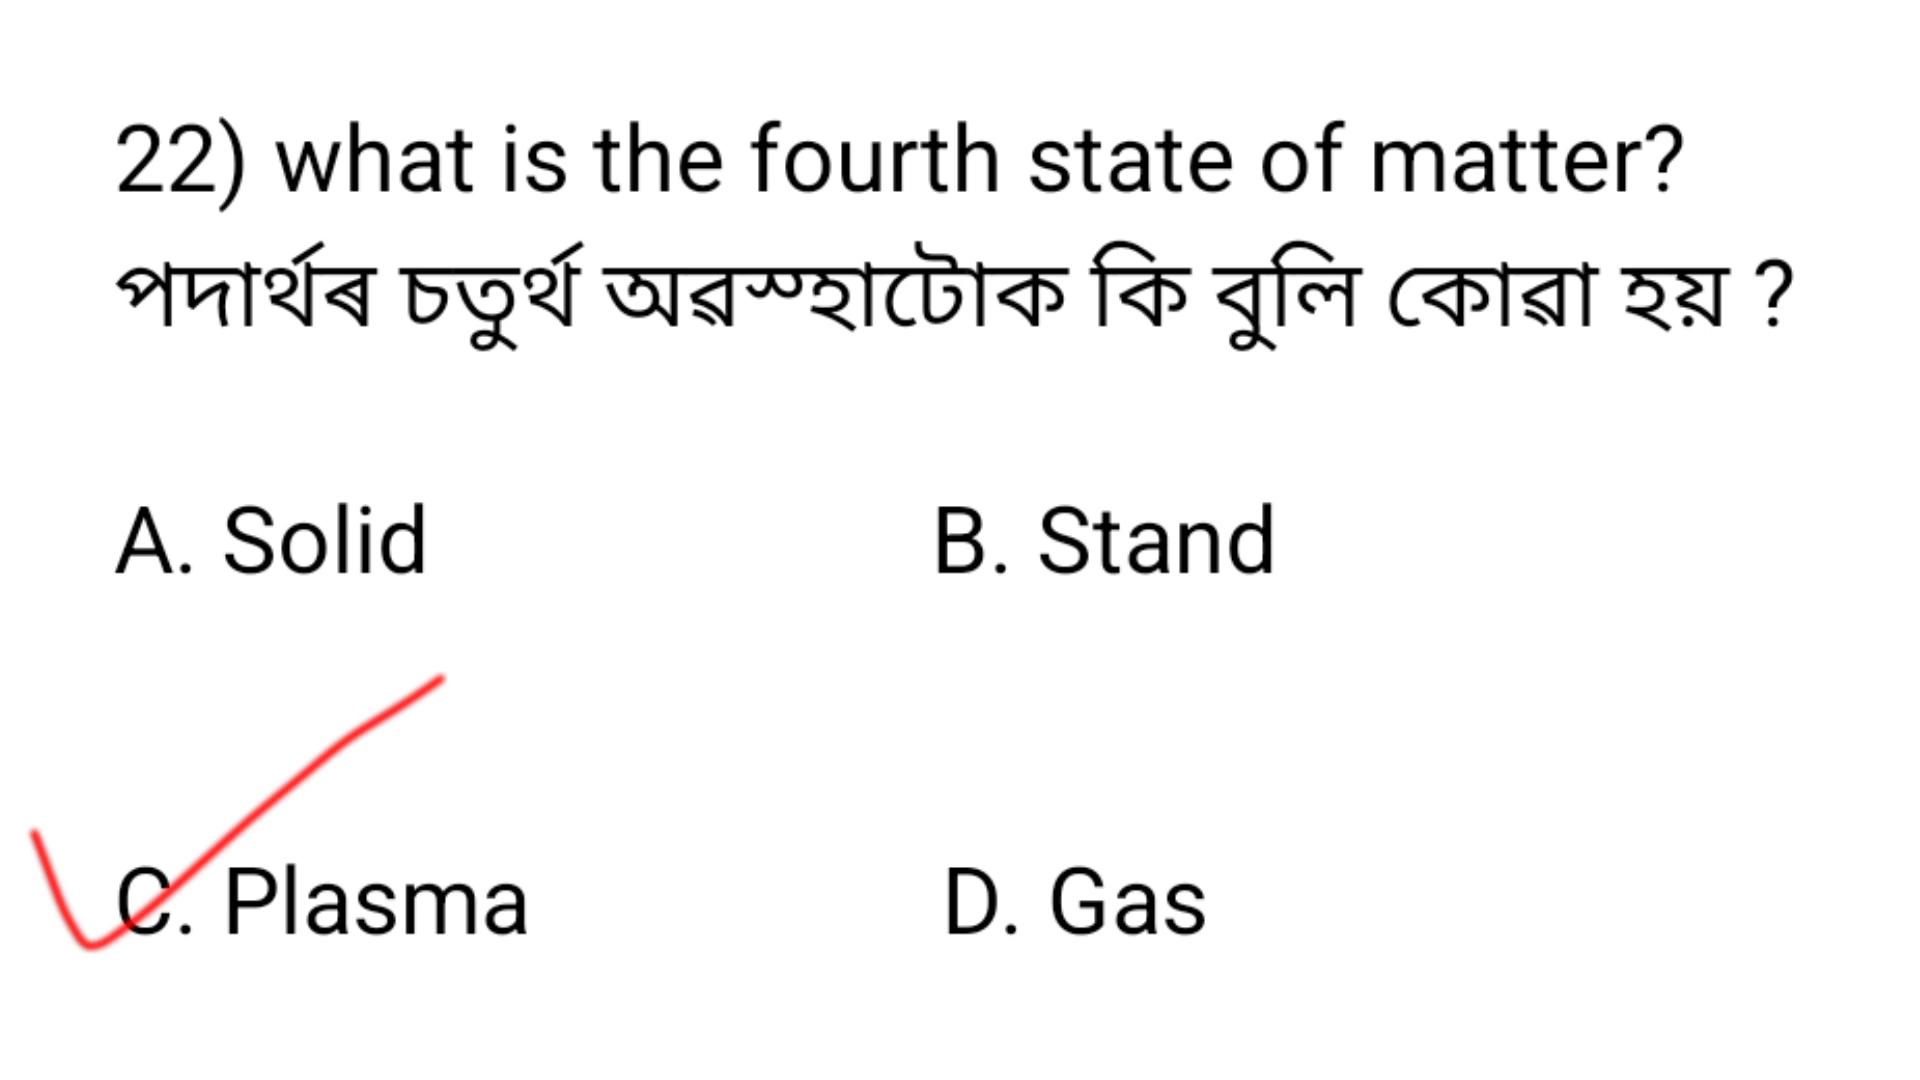 22) what is the fourth state of matter?
পদাৰ্থৰ চতুৰ্থ অৱস্হাটোক কি বুলি কোৱা হয় ?
A. Solid B. Stand
C. Plasma D. Gas